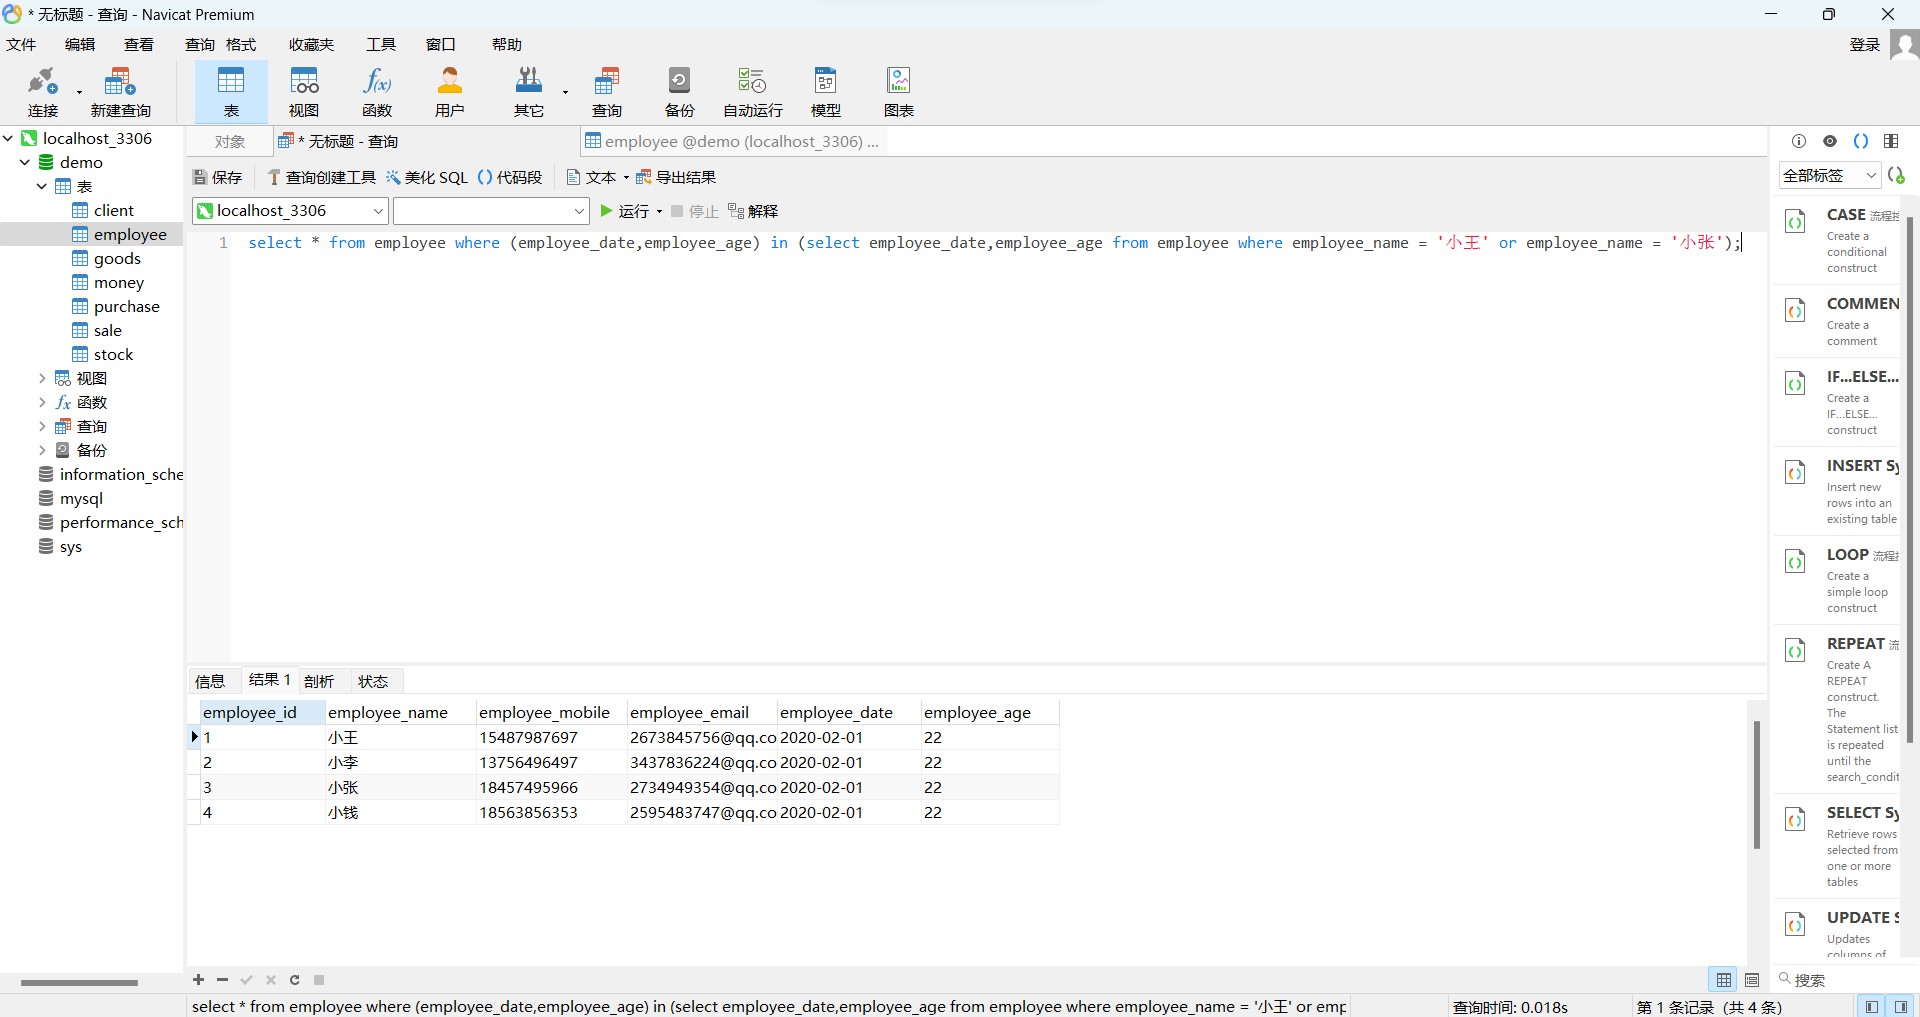 * 无标题 - 查询 - Navicat Premium
文件 编辑 查看 查询 格式 收藏夹 工具 窗口 帮助 登录
连接 新建查询 表 视图 函数 用户 其它 查询 备份 自动运行 模型 图表
localhost_3306
demo
表
client
employee
goods
money
purchase
sale
stock
视图
函数
查询
备份
information_sche
mysql
performance_sch
sys
对象 * 无标题 - 查询 employee @demo (localhost_3306) ...
保存 查询创建工具 美化 SQL () 代码段 文本 导出结果
localhost_3306 运行 停止 解释
1 select * from employee where (employee_date,employee_age) in (select employee_date,employee_age from employee where employee_name = '小王' or employee_name = '小张');
信息 结果 1 剖析 状态
employee_id employee_name employee_mobile employee_email employee_date employee_age
1 小王 15487987697 2673845756@qq.co 2020-02-01 22
2 小李 13756496497 3437836224@qq.co 2020-02-01 22
3 小张 18457495966 2734949354@qq.co 2020-02-01 22
4 小钱 18563856353 2595483747@qq.co 2020-02-01 22
全部标签
CASE 流程控
Create a
conditional
construct
COMMEN
Create a
comment
IF...ELSE...
Create a
IF...ELSE...
construct
INSERT Sy
Insert new
rows into an
existing table
LOOP 流程控
Create a
simple loop
construct
REPEAT 流
Create A
REPEAT
construct.
The
Statement list
is repeated
until the
search_condit
SELECT Sy
Retrieve rows
selected from
one or more
tables
UPDATE S
Updates
columns of
搜索
select * from employee where (employee_date,employee_age) in (select employee_date,employee_age from employee where employee_name = '小王' or emp
查询时间: 0.018s
第 1 条记录 (共 4 条)